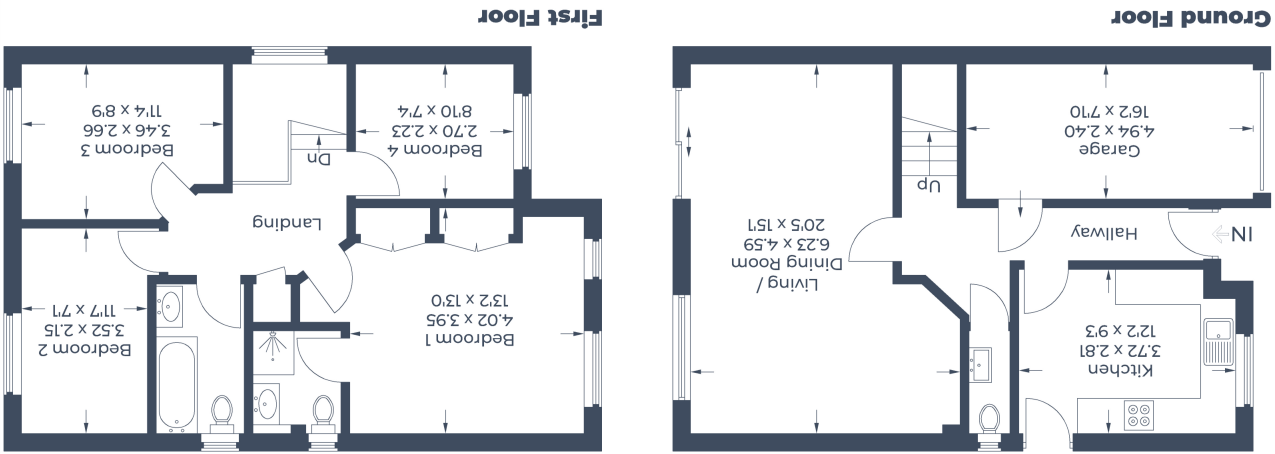 Kitchen
3.72 x 2.81
12'2 x 9'3
Living /
Dining Room
6.23 x 4.59
20'5 x 15'1
IN
Hallway
Up
Garage
4.94 x 2.40
16'2 x 7'10
Ground Floor
Bedroom 1
4.02 x 3.95
13'2 x 13'0
Bedroom 2
3.52 x 2.15
11'7 x 7'1
Landing
Dn
Bedroom 4
2.70 x 2.23
8'10 x 7'4
Bedroom 3
3.46 x 2.66
11'4 x 8'9
First Floor